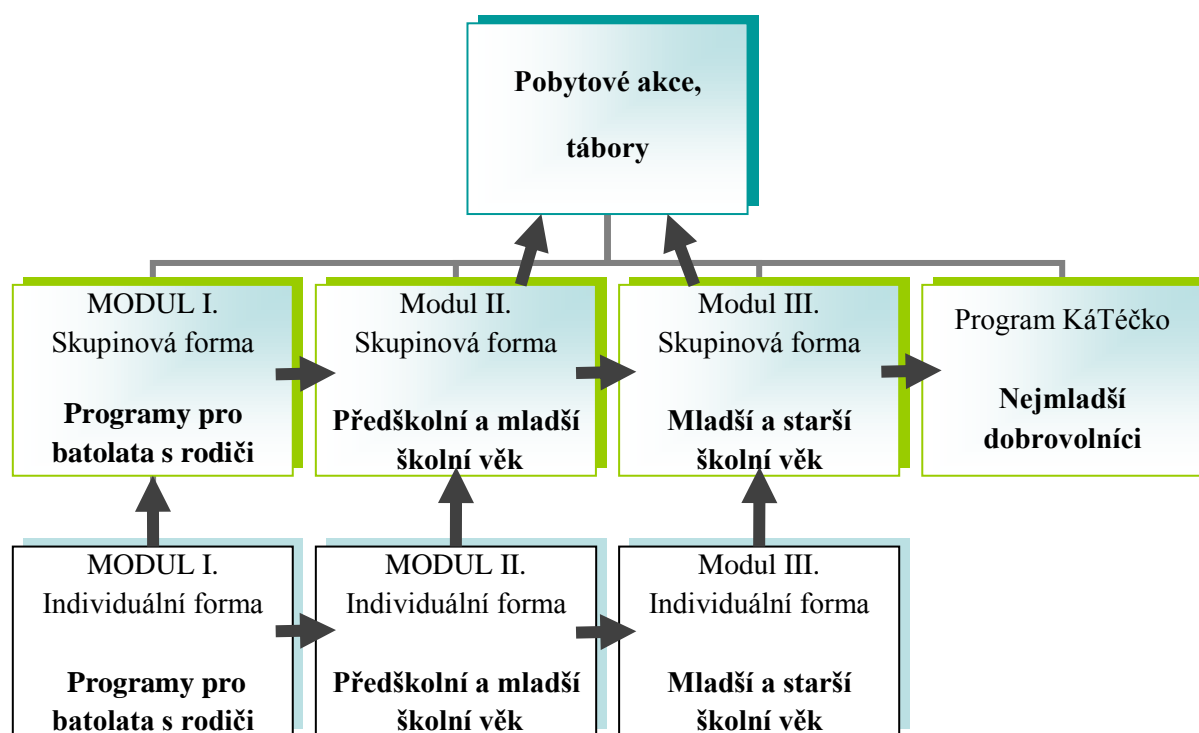 Pobytové akce,
tábory
MODUL I.
Skupinová forma
Programy pro
batolata s rodiči
Modul II.
Skupinová forma
Předškolní a mladší
školní věk
Modul III.
Skupinová forma
Mladší a starší
školní věk
Program KáTéčko
Nejmladší
dobrovolníci
MODUL I.
Individuální forma
Programy pro
batolata s rodiči
MODUL II.
Individuální forma
Předškolní a mladší
školní věk
Modul III.
Individuální forma
Mladší a starší
školní věk